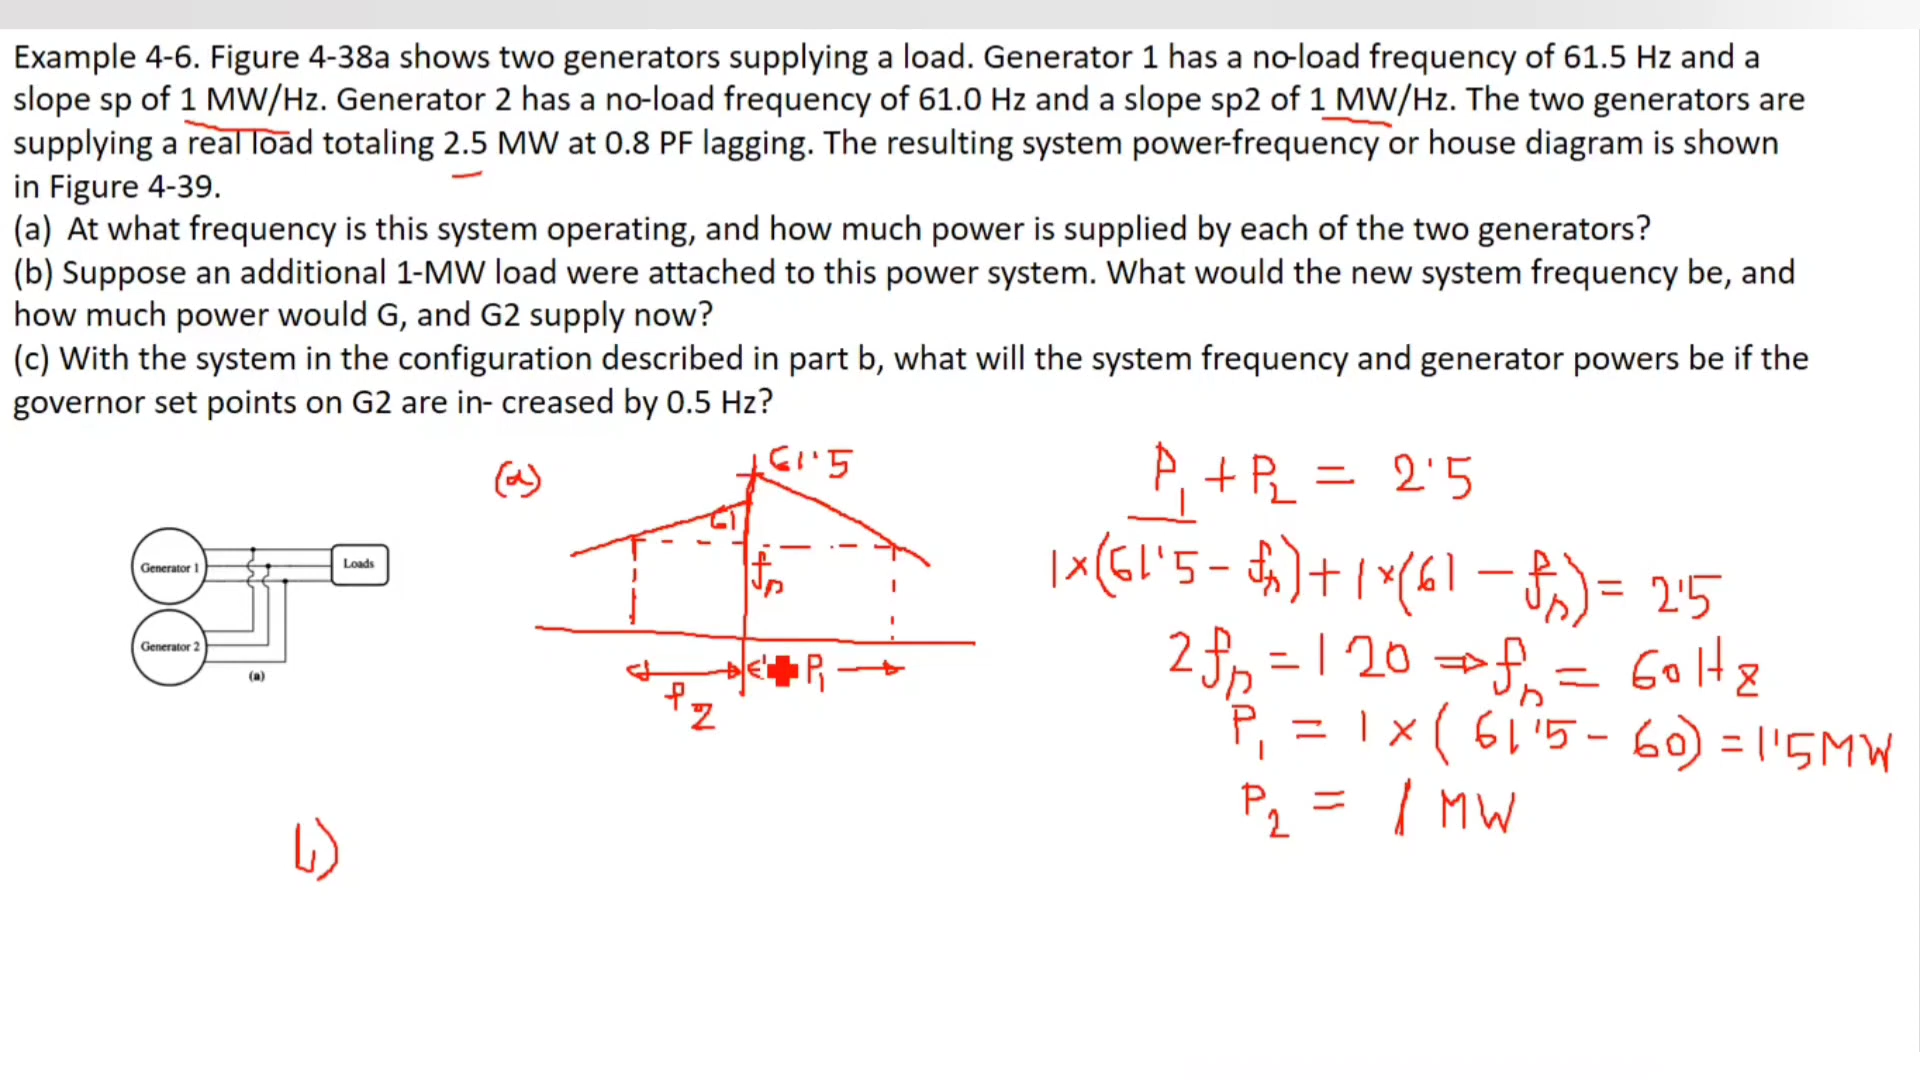 Example 4-6. Figure 4-38a shows two generators supplying a load. Generator 1 has a no-load frequency of 61.5 Hz and a
slope sp of 1 MW/Hz. Generator 2 has a no-load frequency of 61.0 Hz and a slope sp2 of 1 MW/Hz. The two generators are
supplying a real load totaling 2.5 MW at 0.8 PF lagging. The resulting system power-frequency or house diagram is shown
in Figure 4-39.
(a) At what frequency is this system operating, and how much power is supplied by each of the two generators?
(b) Suppose an additional 1-MW load were attached to this power system. What would the new system frequency be, and
how much power would G, and G2 supply now?
(c) With the system in the configuration described in part b, what will the system frequency and generator powers be if the
governor set points on G2 are in- creased by 0.5 Hz?
Generator 1
Loads
Generator 2
(a)
(a)
61.5
61
fn
P1
P2
P1 + P2 = 2.5
1×(61.5 - fn) + 1×(61 - fn) = 2.5
2fn = 120 ⇒ fn = 60 Hz
P1 = 1 × (61.5 - 60) = 1.5MW
P2 = 1 MW
b)